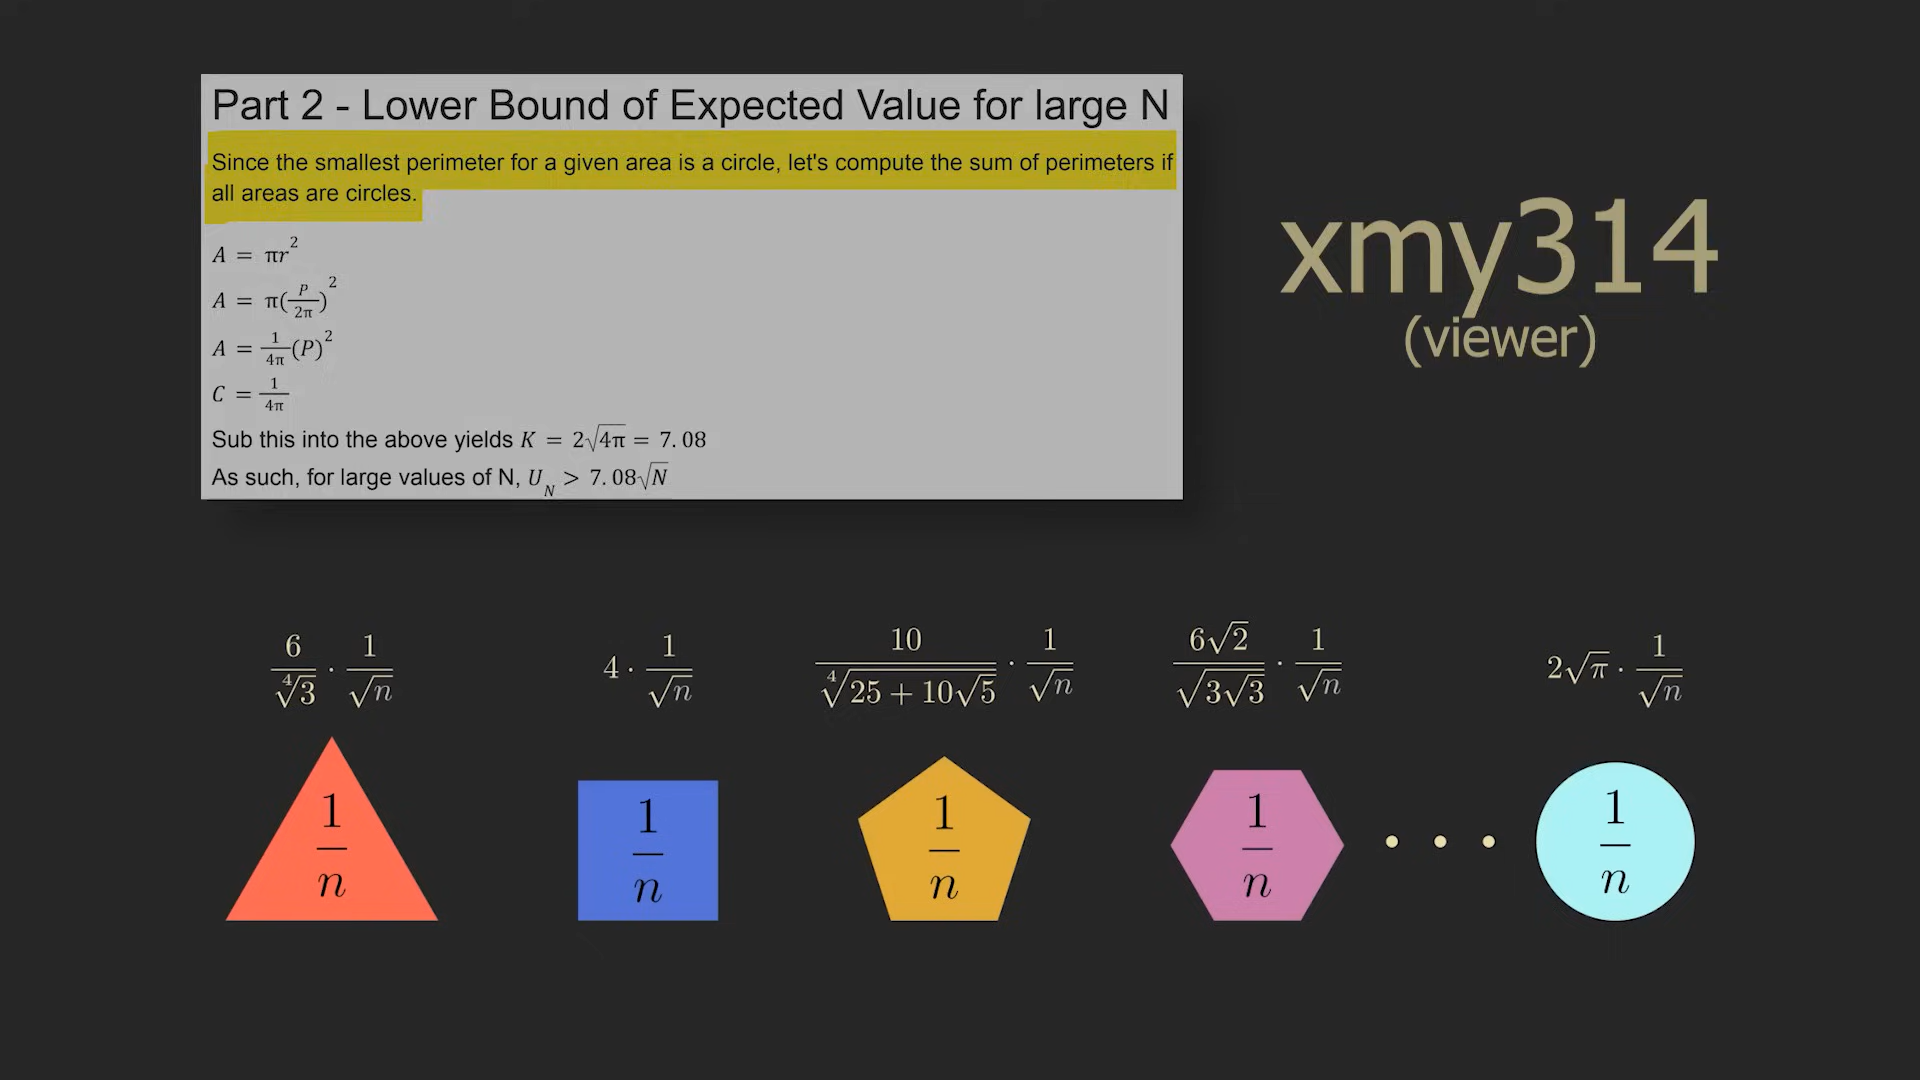 Part 2 - Lower Bound of Expected Value for large N
Since the smallest perimeter for a given area is a circle, let's compute the sum of perimeters if
all areas are circles.
A = πr²
A = π(P/2π)²
A = 1/4π (P)²
C = 1/4π
Sub this into the above yields K = 2√4π = 7.08
As such, for large values of N, U_N > 7.08√N
xmy314
(viewer)
6/∜3 · 1/√n
4 · 1/√n
10/∜(25 + 10√5) · 1/√n
6√2/√(3√3) · 1/√n
2√π · 1/√n
1/n
1/n
1/n
1/n
· · ·
1/n